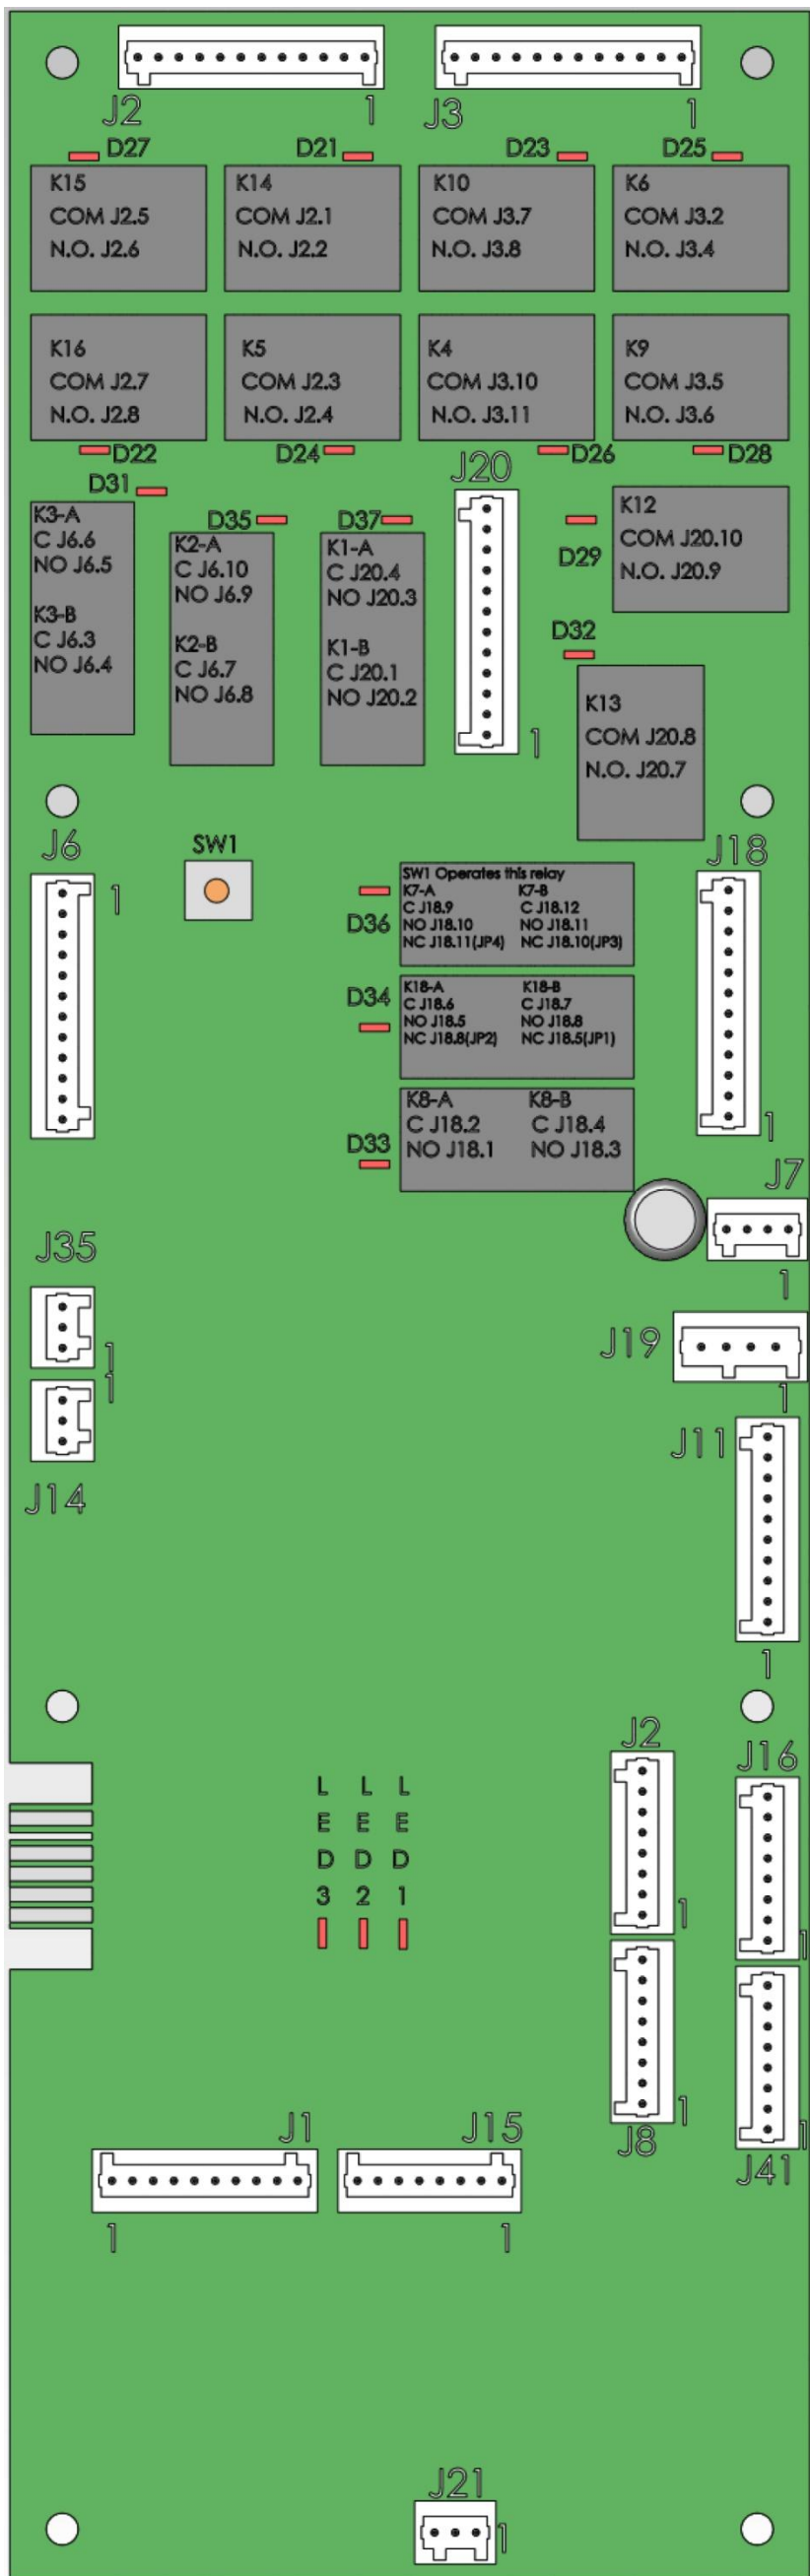 J2 1 J3 1
D27 D21 D23 D25
K15
COM J2.5
N.O. J2.6
K14
COM J2.1
N.O. J2.2
K10
COM J3.7
N.O. J3.8
K6
COM J3.2
N.O. J3.4
K16
COM J2.7
N.O. J2.8
K5
COM J2.3
N.O. J2.4
K4
COM J3.10
N.O. J3.11
K9
COM J3.5
N.O. J3.6
D22 D24 D26 D28
J20
1
D31
K3-A
C J6.6
NO J6.5
K3-B
C J6.3
NO J6.4
D35
K2-A
C J6.10
NO J6.9
K2-B
C J6.7
NO J6.8
D37
K1-A
C J20.4
NO J20.3
K1-B
C J20.1
NO J20.2
D29
K12
COM J20.10
N.O. J20.9
D32
K13
COM J20.8
N.O. J20.7
J6
1
SW1
J18
1
D36
SW1 Operates this relay
K7-A K7-B
C J18.9 C J18.12
NO J18.10 NO J18.11
NC J18.11(JP4) NC J18.10(JP3)
D34
K18-A K18-B
C J18.6 C J18.7
NO J18.5 NO J18.8
NC J18.8(JP2) NC J18.5(JP1)
D33
K8-A K8-B
C J18.2 C J18.4
NO J18.1 NO J18.3
J7
1
J35
1
J19
1
1
J14
J11
1
J2
1
J16
1
LED3 LED2 LED1
1
J8
1
J41
J1
1
J15
1
J21
1